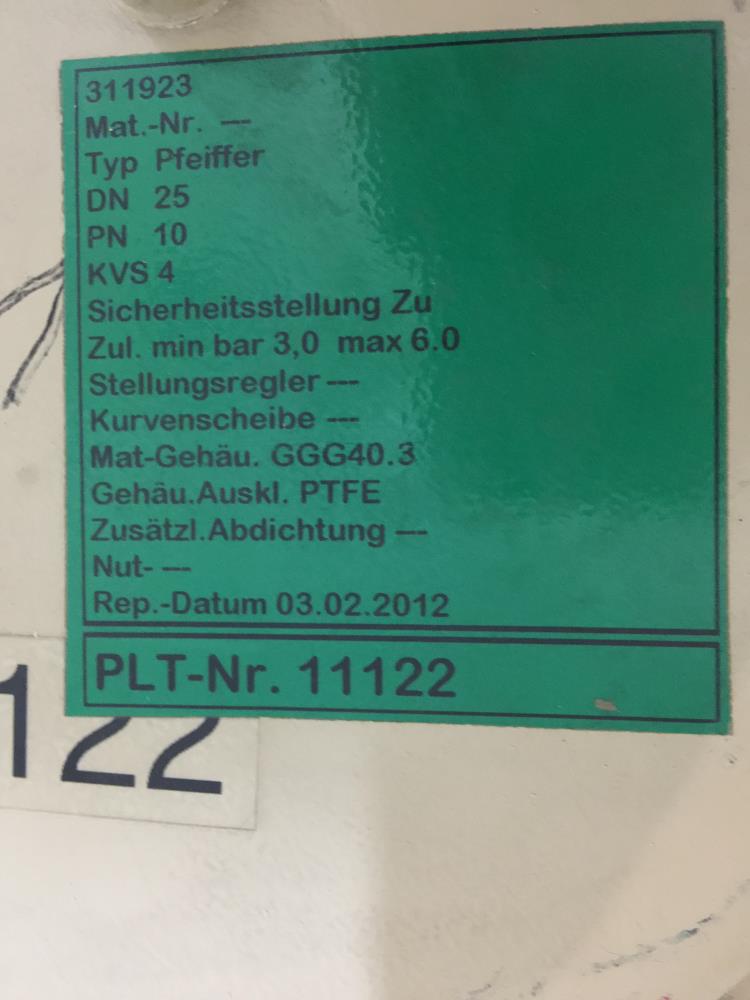 311923
Mat.-Nr. ---
Typ Pfeiffer
DN 25
PN 10
KVS 4
Sicherheitsstellung Zu
Zul. min bar 3,0 max 6.0
Stellungsregler ---
Kurvenscheibe ---
Mat-Gehäu. GGG40.3
Gehäu.Auskl. PTFE
Zusätzl.Abdichtung ---
Nut- ---
Rep.-Datum 03.02.2012
PLT-Nr. 11122
122